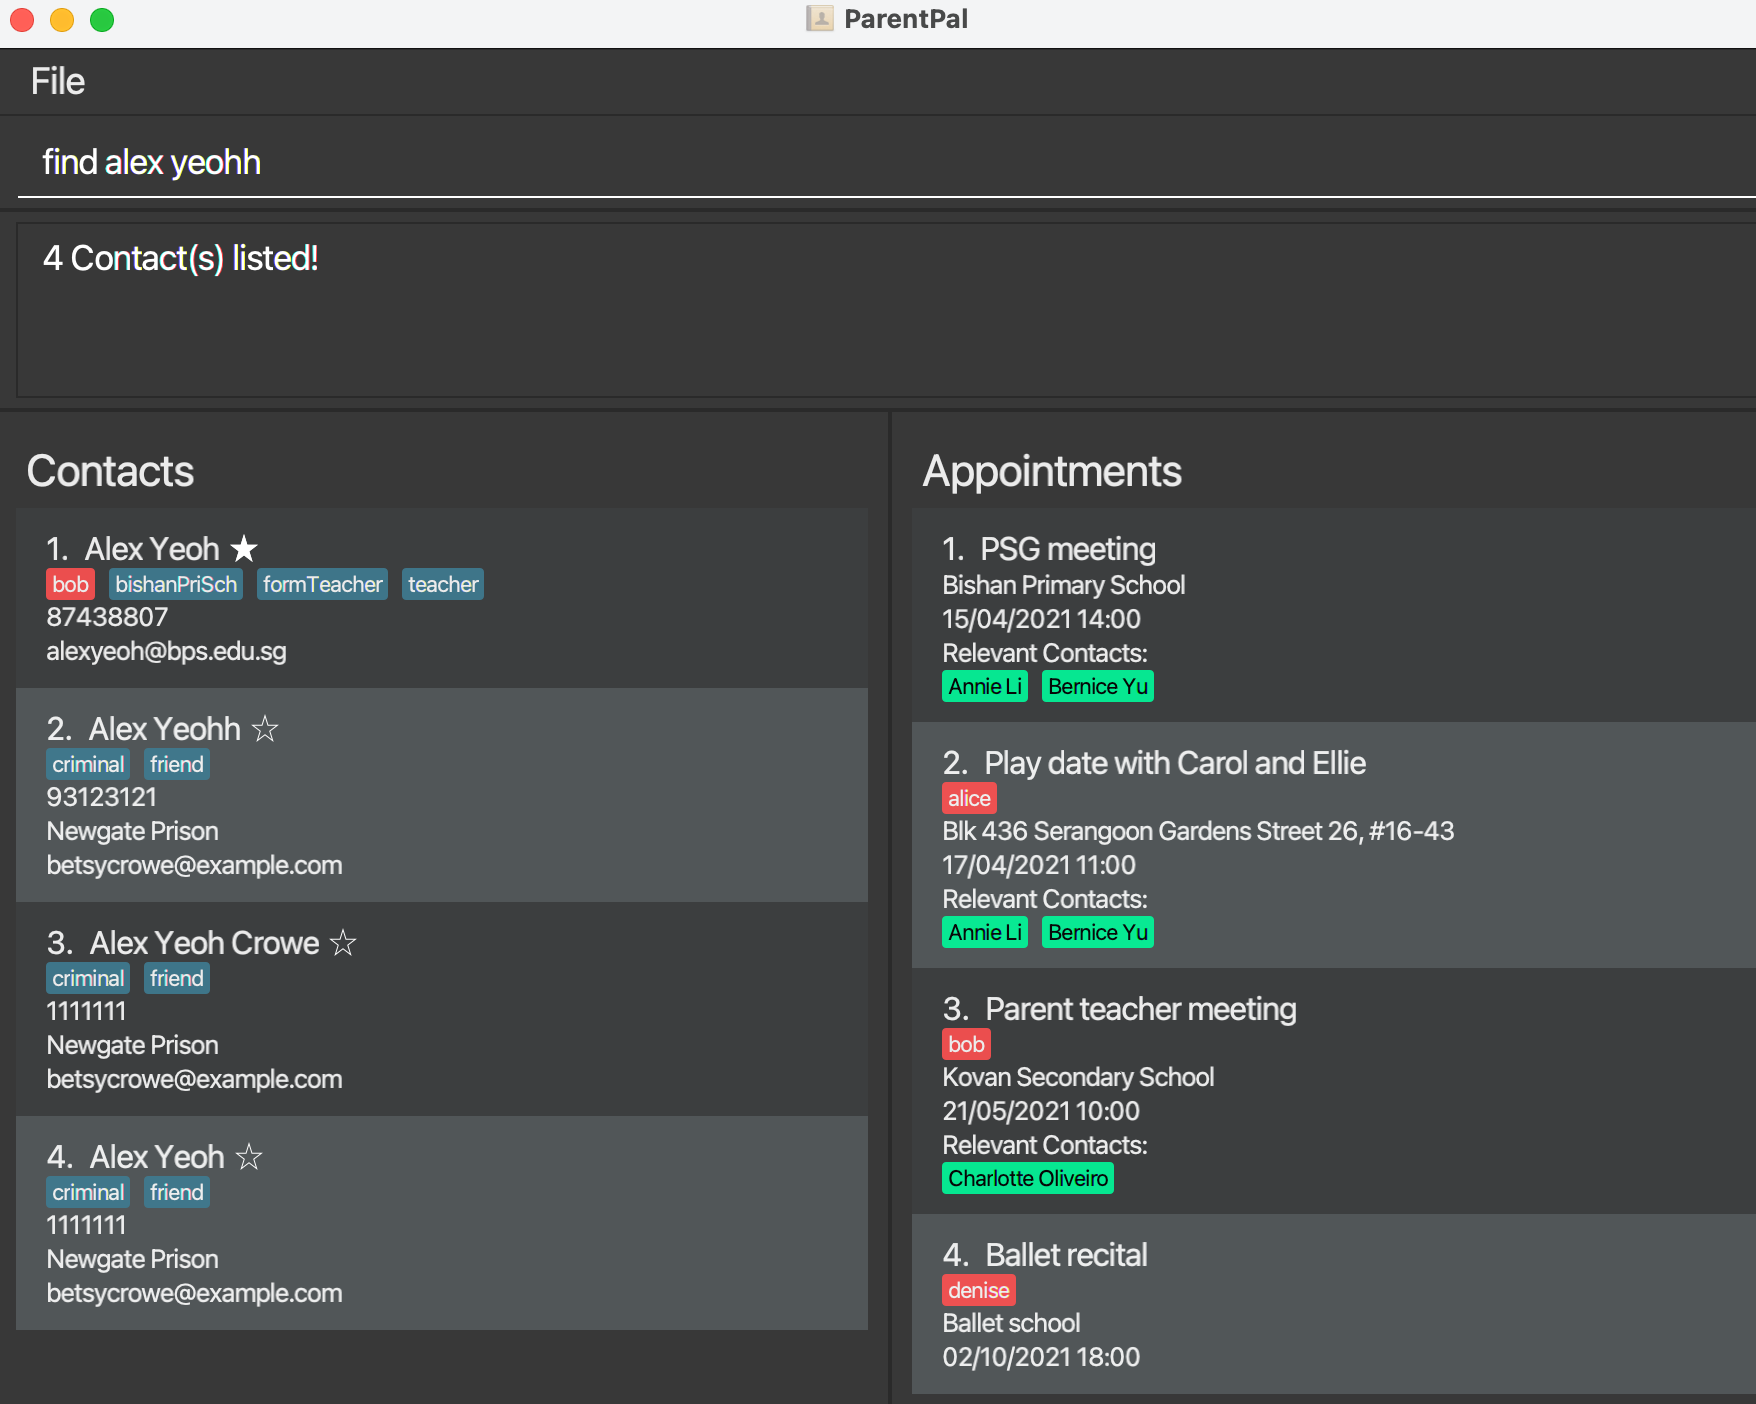 ParentPal
File
find alex yeohh
4 Contact(s) listed!
Contacts
1. Alex Yeoh ★
bob bishanPriSch formTeacher teacher
87438807
alexyeoh@bps.edu.sg
2. Alex Yeohh ☆
criminal friend
93123121
Newgate Prison
betsycrowe@example.com
3. Alex Yeoh Crowe ☆
criminal friend
1111111
Newgate Prison
betsycrowe@example.com
4. Alex Yeoh ☆
criminal friend
1111111
Newgate Prison
betsycrowe@example.com
Appointments
1. PSG meeting
Bishan Primary School
15/04/2021 14:00
Relevant Contacts:
Annie Li Bernice Yu
2. Play date with Carol and Ellie
alice
Blk 436 Serangoon Gardens Street 26, #16-43
17/04/2021 11:00
Relevant Contacts:
Annie Li Bernice Yu
3. Parent teacher meeting
bob
Kovan Secondary School
21/05/2021 10:00
Relevant Contacts:
Charlotte Oliveiro
4. Ballet recital
denise
Ballet school
02/10/2021 18:00